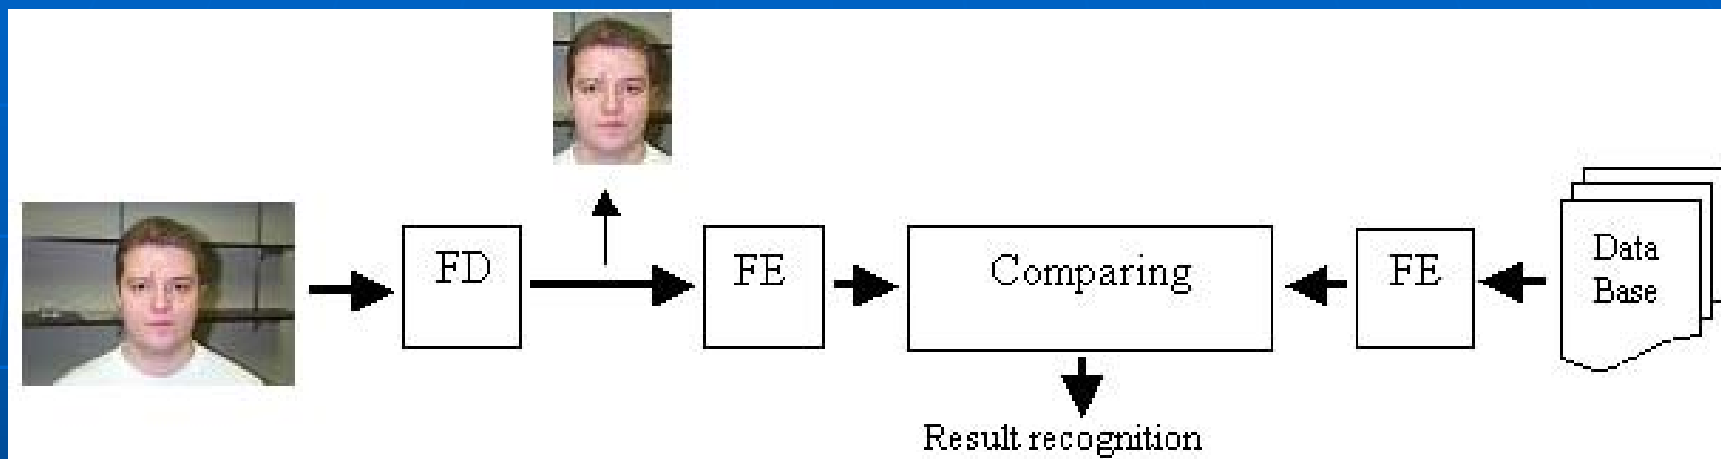 FD
FE
Comparing
FE
Data
Base
Result recognition